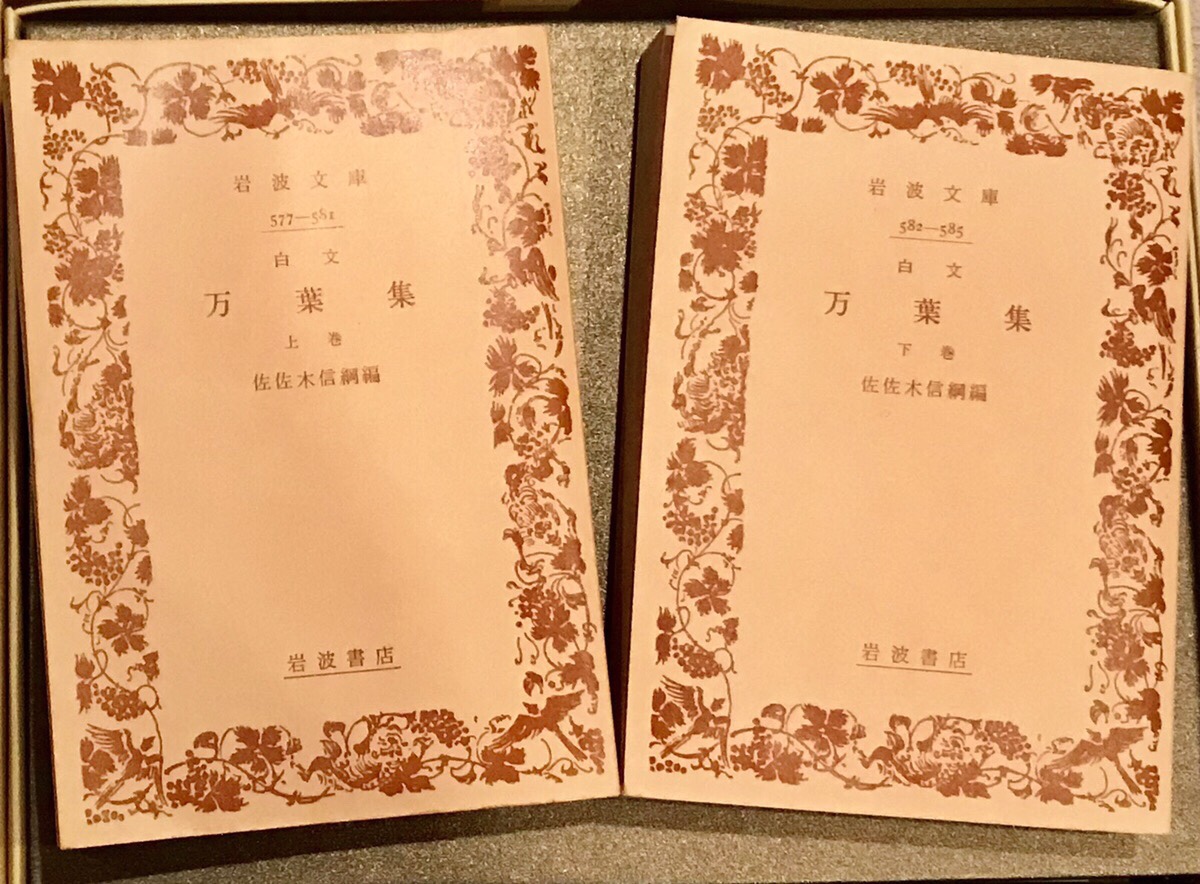 岩波文庫
577—581
白文
万葉集
上巻
佐佐木信綱編
岩波書店
岩波文庫
582—585
白文
万葉集
下巻
佐佐木信綱編
岩波書店